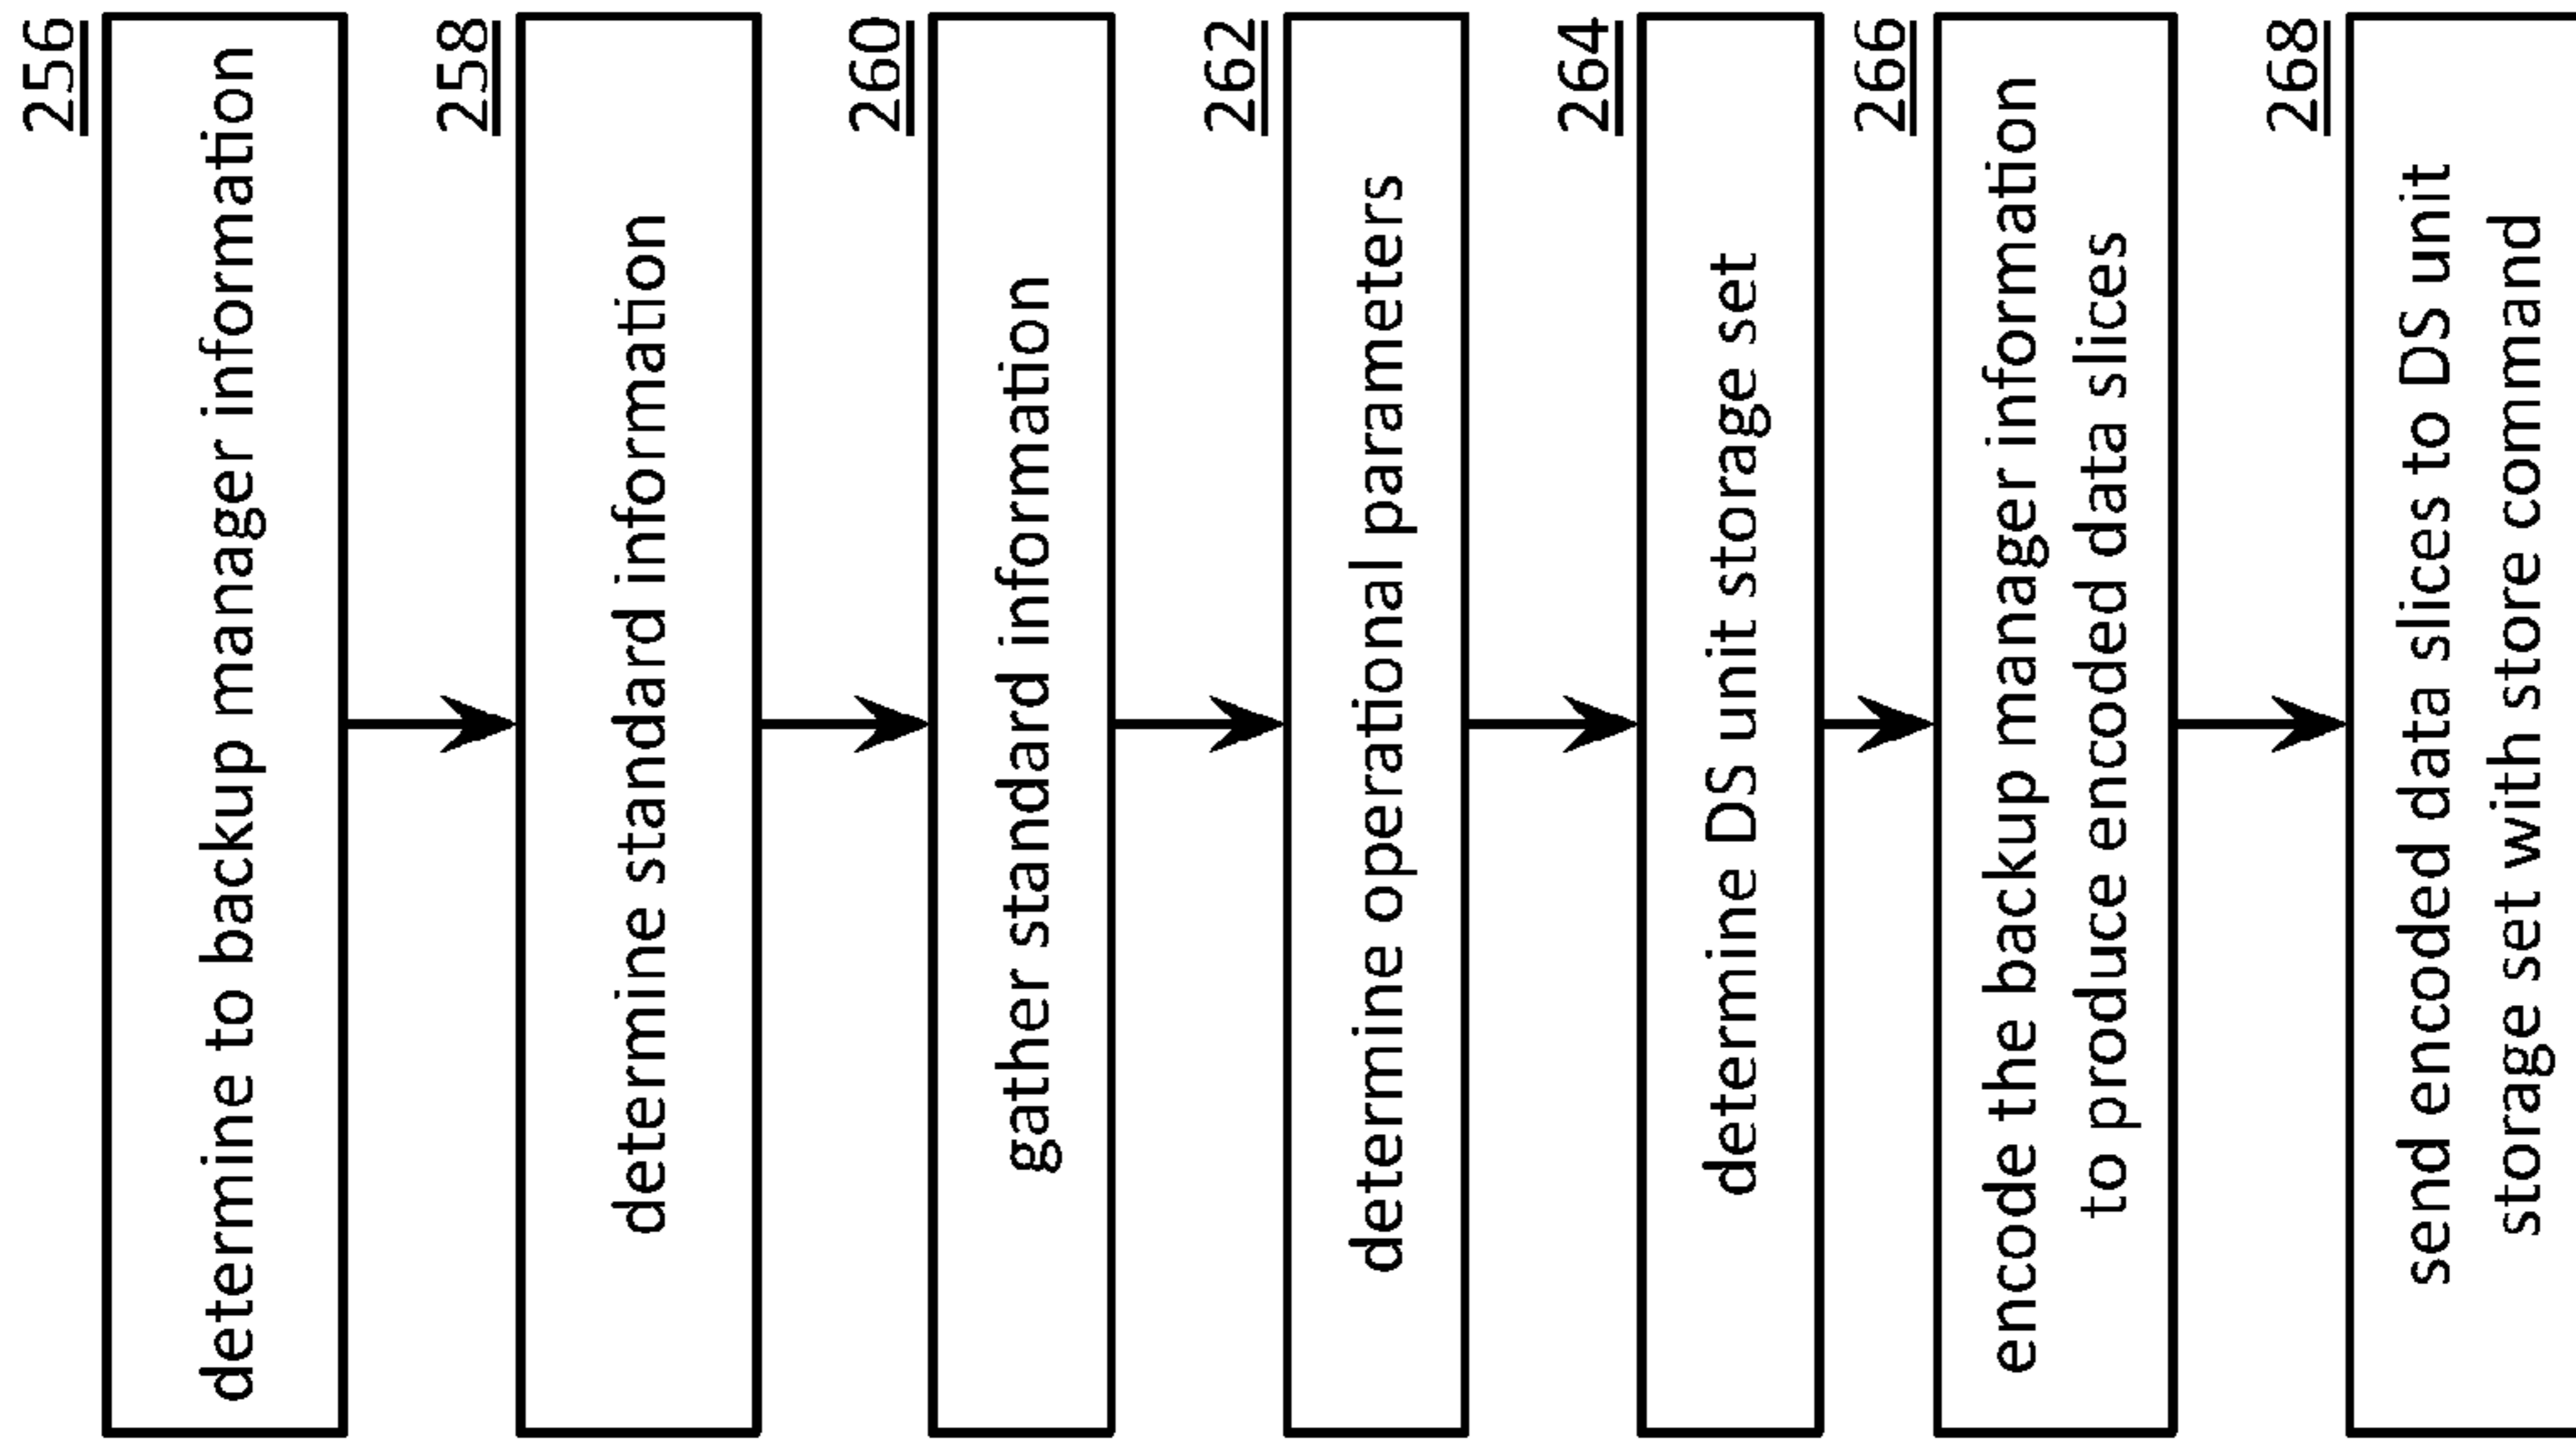 256
determine to backup manager information
258
determine standard information
260
gather standard information
262
determine operational parameters
264
determine DS unit storage set
266
encode the backup manager information
to produce encoded data slices
268
send encoded data slices to DS unit
storage set with store command